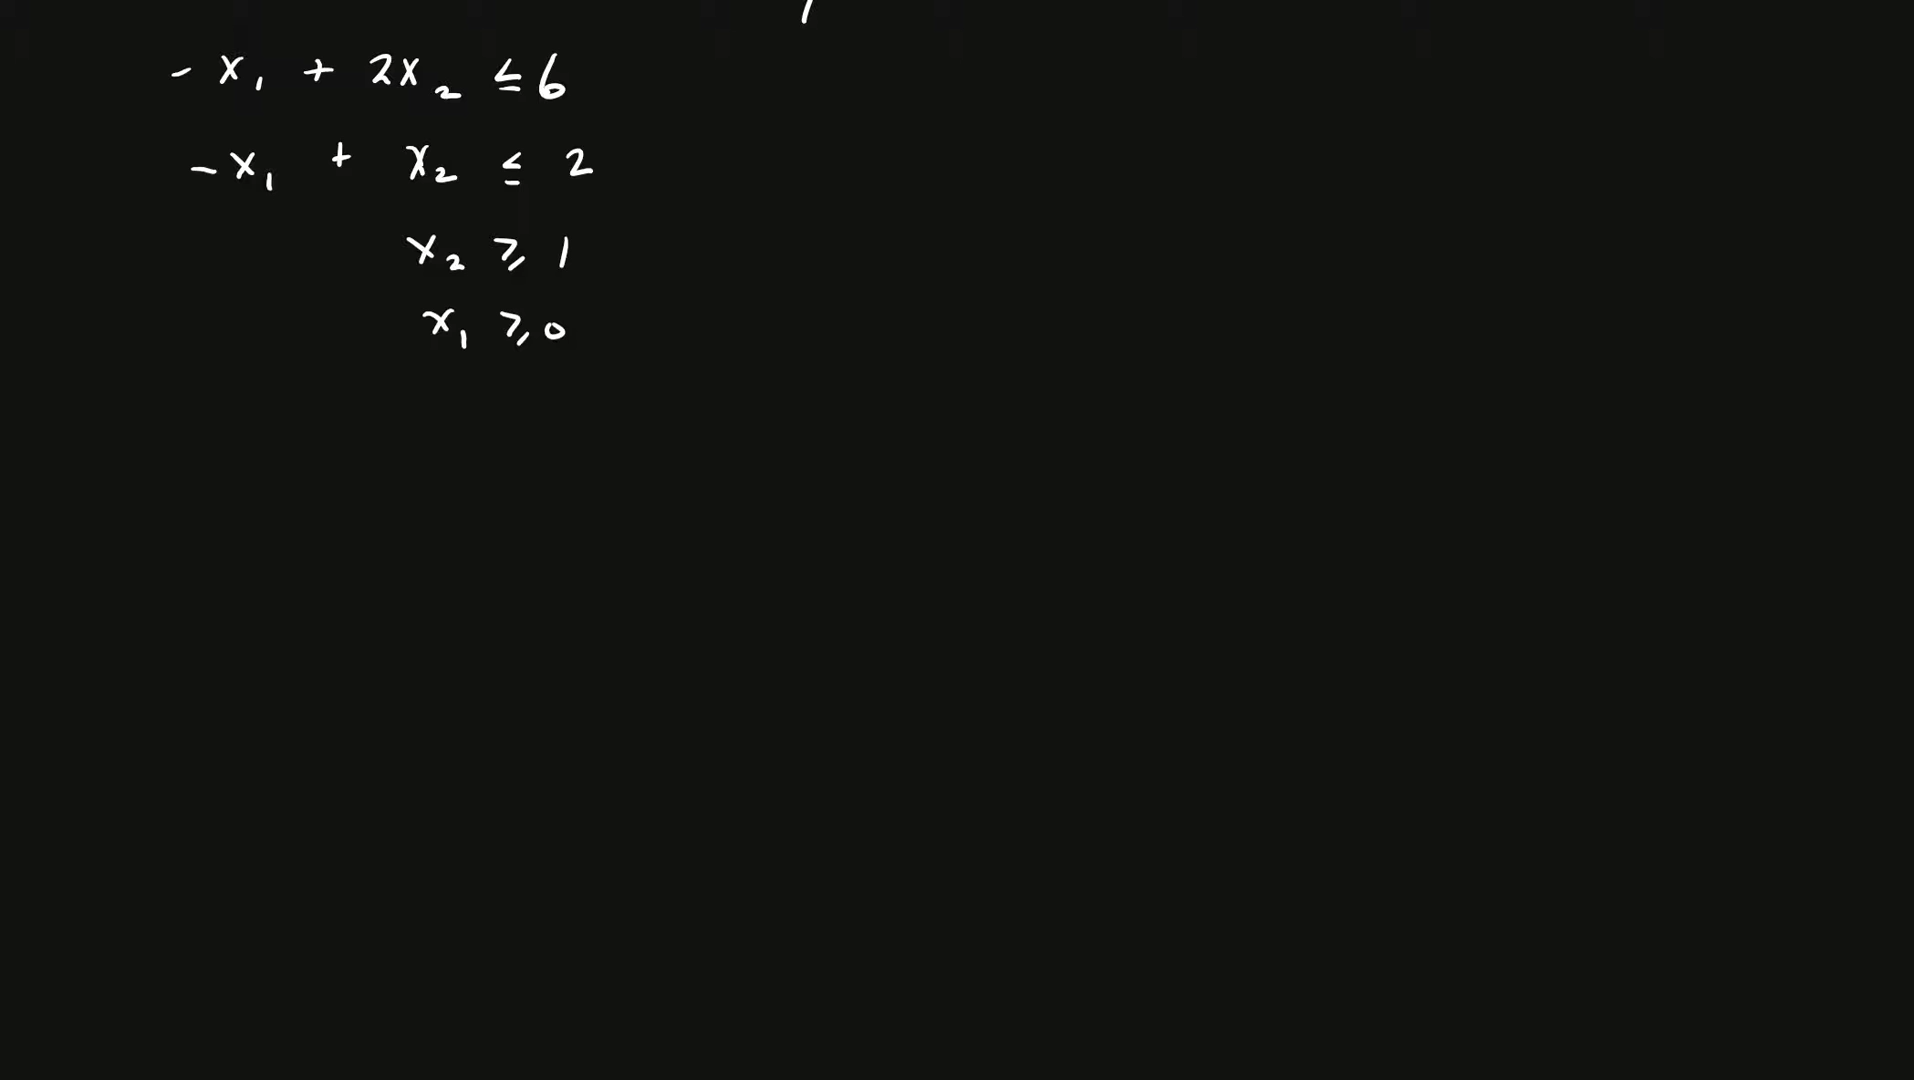 - x₁ + 2x₂ ≤ 6
- x₁ + x₂ ≤ 2
x₂ ⩾ 1
x₁ ⩾ 0